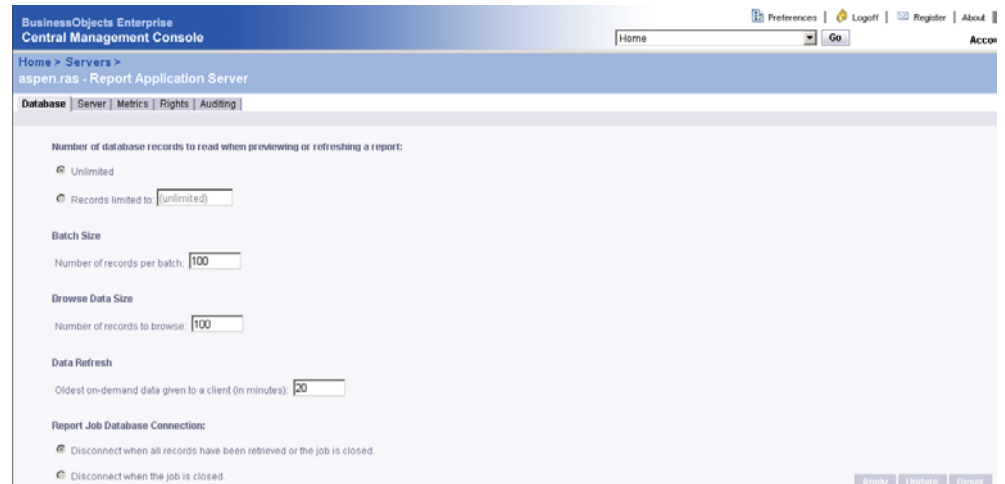 BusinessObjects Enterprise
Central Management Console
Preferences | Logoff | Register | About
Home Go
Home > Servers >
aspen.ras - Report Application Server
Database | Server | Metrics | Rights | Auditing |
Number of database records to read when previewing or refreshing a report:
Unlimited
Records limited to: (unlimited)
Batch Size
Number of records per batch: 100
Browse Data Size
Number of records to browse: 100
Data Refresh
Oldest on-demand data given to a client (in minutes): 20
Report Job Database Connection:
Disconnect when all records have been retrieved or the job is closed.
Disconnect when the job is closed.
Apply Update Reset